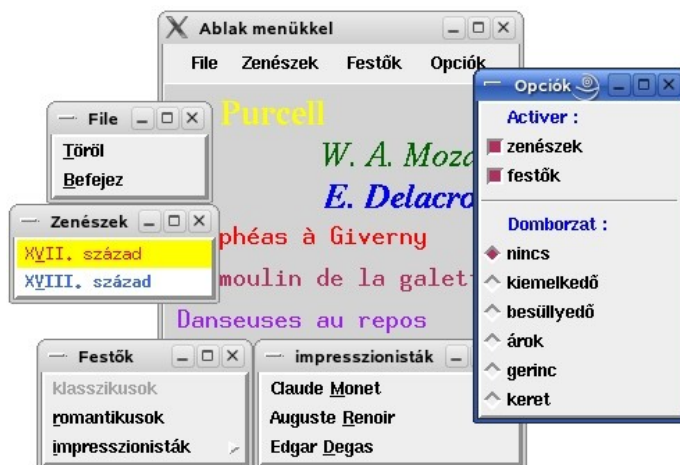 Ablak menükkel
File Zenészek Festők Opciók
Purcell
W. A. Moza
E. Delacro
phéas à Giverny
moulin de la galett
Danseuses au repos
File
Töröl
Befejez
Zenészek
XVII. század
XVIII. század
Festők
klasszikusok
romantikusok
impresszionisták
impresszionisták
Claude Monet
Auguste Renoir
Edgar Degas
Opciók
Activer :
zenészek
festők
Domborzat :
nincs
kiemelkedő
besüllyedő
árok
gerinc
keret